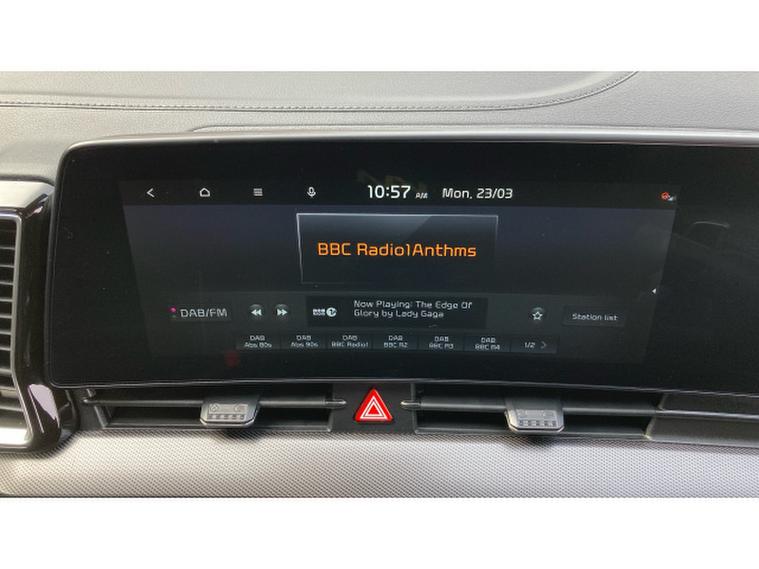 10:57 AM Mon, 23/03
BBC Radio1Anthms
DAB/FM
Now Playing: The Edge Of
Glory by Lady Gaga
Station list
DAB
Abs 80s
DAB
Abs 90s
DAB
BBC Radio1
DAB
BBC R2
DAB
BBC R3
DAB
BBC R4
1/2